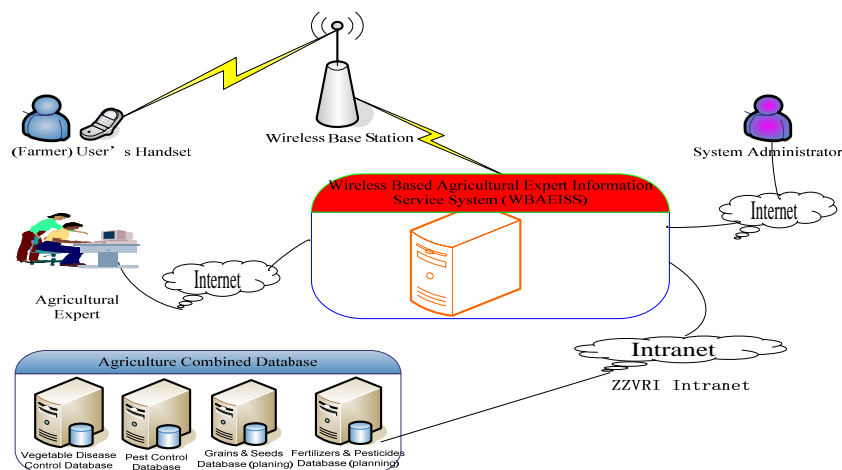 (Farmer) User’s Handset
Wireless Base Station
System Administrator
Wireless Based Agricultural Expert Information
Service System (WBAEISS)
Internet
Internet
Agricultural
Expert
Intranet
ZZVRI Intranet
Agriculture Combined Database
Vegetable Disease
Control Database
Pest Control
Database
Grains & Seeds
Database (planing)
Fertilizers & Pesticides
Database (planning)